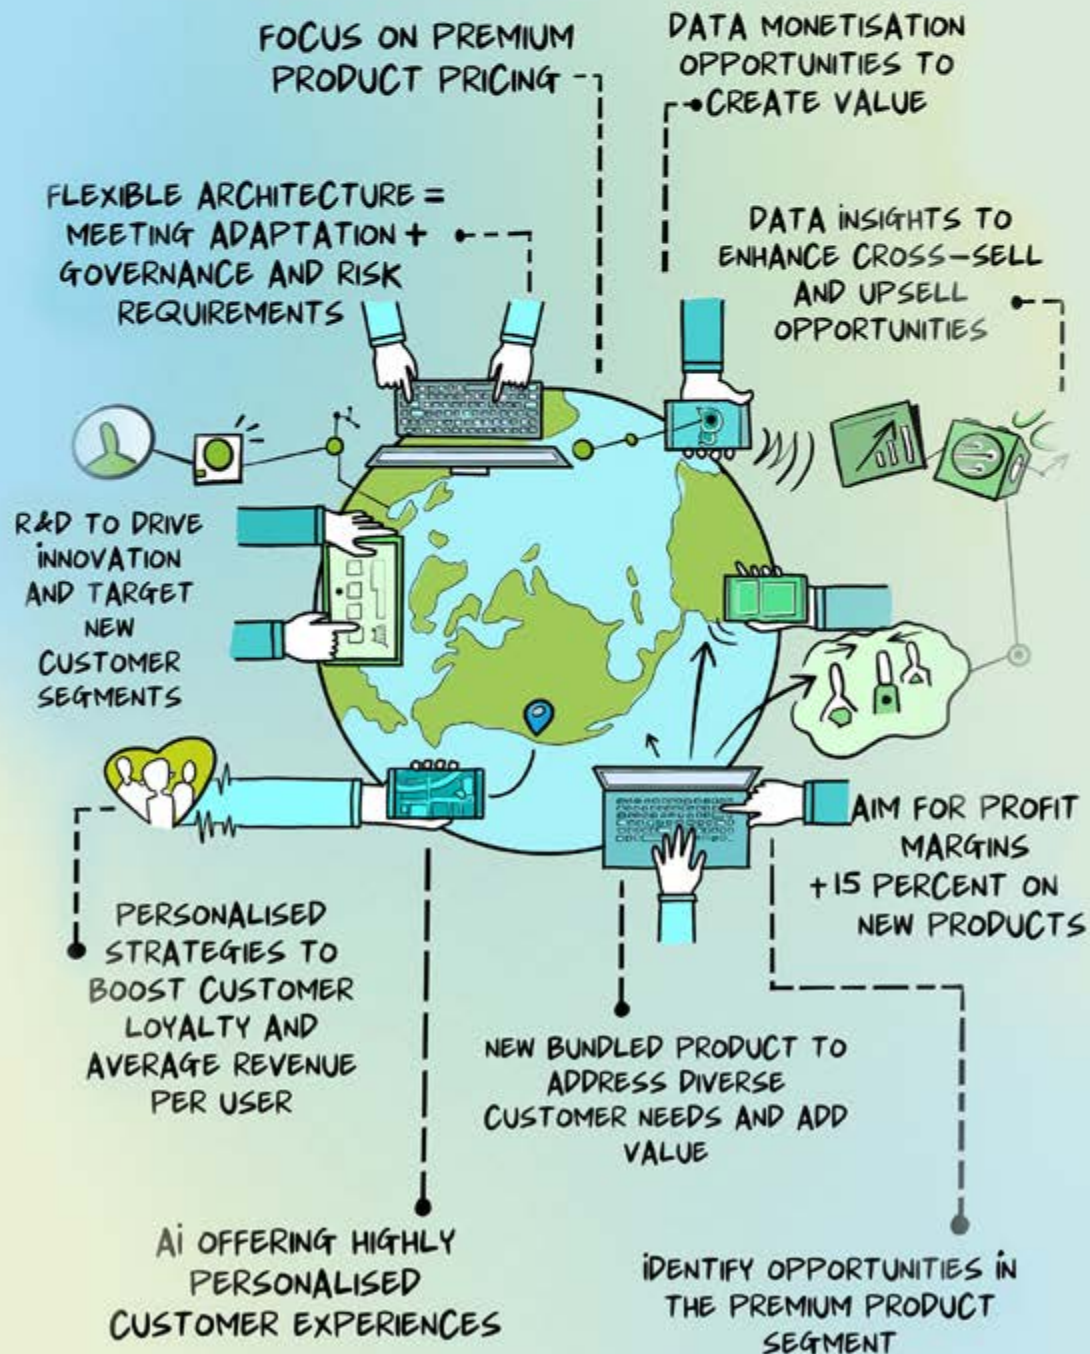 FOCUS ON PREMIUM
PRODUCT PRICING
DATA MONETISATION
OPPORTUNITIES TO
CREATE VALUE
FLEXIBLE ARCHITECTURE =
MEETING ADAPTATION +
GOVERNANCE AND RISK
REQUIREMENTS
DATA INSIGHTS TO
ENHANCE CROSS-SELL
AND UPSELL
OPPORTUNITIES
R&D TO DRIVE
INNOVATION
AND TARGET
NEW
CUSTOMER
SEGMENTS
AIM FOR PROFIT
MARGINS
+15 PERCENT ON
NEW PRODUCTS
PERSONALISED
STRATEGIES TO
BOOST CUSTOMER
LOYALTY AND
AVERAGE REVENUE
PER USER
NEW BUNDLED PRODUCT TO
ADDRESS DIVERSE
CUSTOMER NEEDS AND ADD
VALUE
AI OFFERING HIGHLY
PERSONALISED
CUSTOMER EXPERIENCES
IDENTIFY OPPORTUNITIES IN
THE PREMIUM PRODUCT
SEGMENT